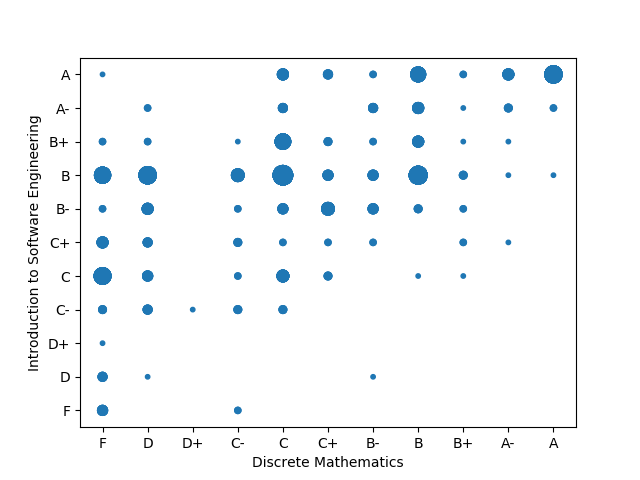 A
A-
B+
B
B-
C+
C
C-
D+
D
F
Introduction to Software Engineering
F D D+ C- C C+ B- B B+ A- A
Discrete Mathematics